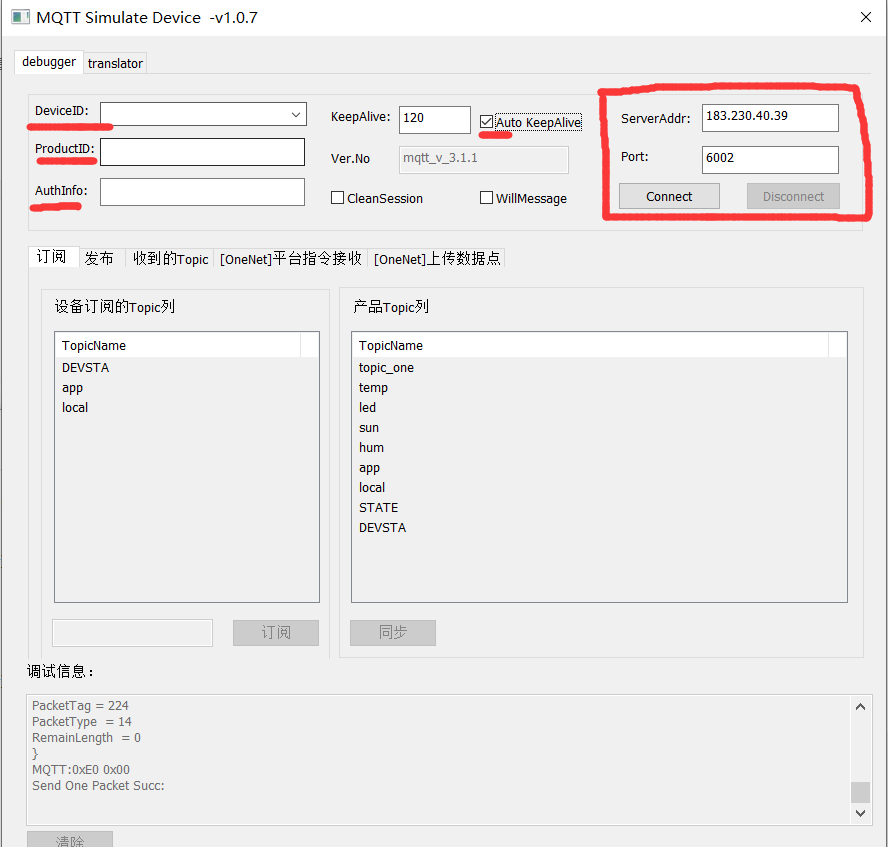 MQTT Simulate Device -v1.0.7
debugger translator
DeviceID: KeepAlive: 120 Auto KeepAlive ServerAddr: 183.230.40.39
ProductID: Ver.No mqtt_v_3.1.1 Port: 6002
AuthInfo: CleanSession WillMessage Connect Disconnect
订阅 发布 收到的Topic [OneNet]平台指令接收 [OneNet]上传数据点
设备订阅的Topic列
TopicName
DEVSTA
app
local
订阅
产品Topic列
TopicName
topic_one
temp
led
sun
hum
app
local
STATE
DEVSTA
同步
调试信息：
PacketTag = 224
PacketType = 14
RemainLength = 0
}
MQTT:0xE0 0x00
Send One Packet Succ:
清除